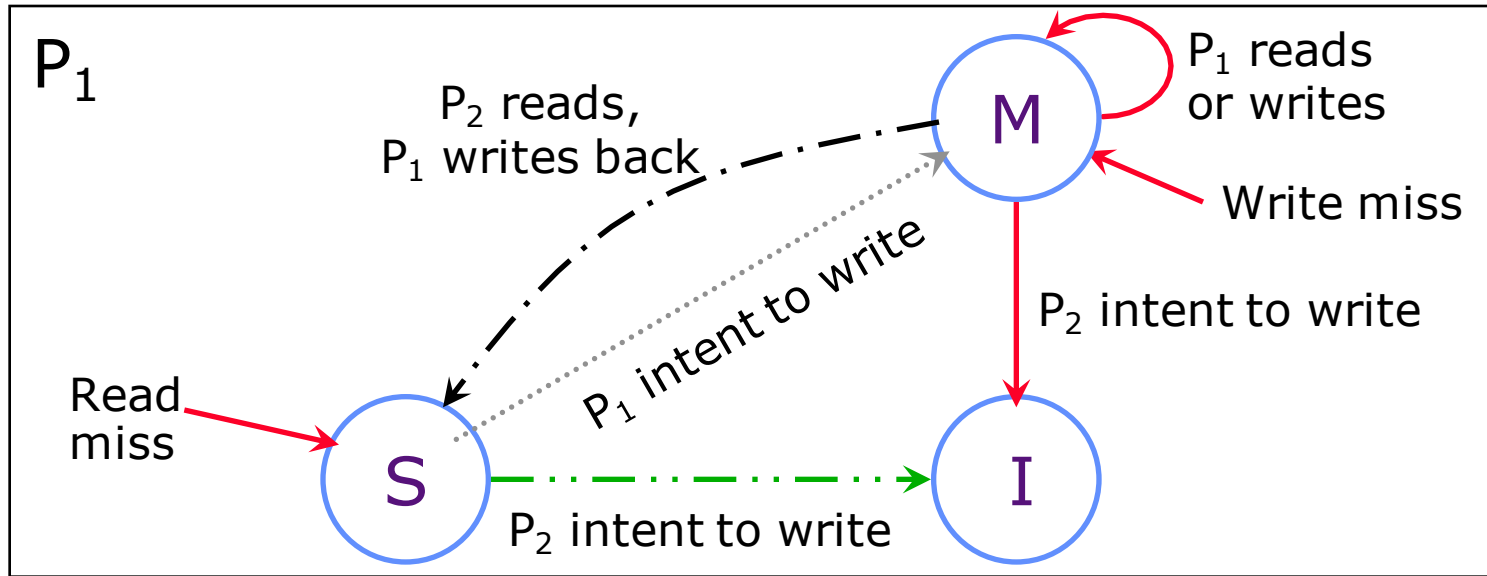 P₁
P₂ reads,
P₁ writes back
M
P₁ reads
or writes
Write miss
P₁ intent to write
P₂ intent to write
Read
miss
S
I
P₂ intent to write